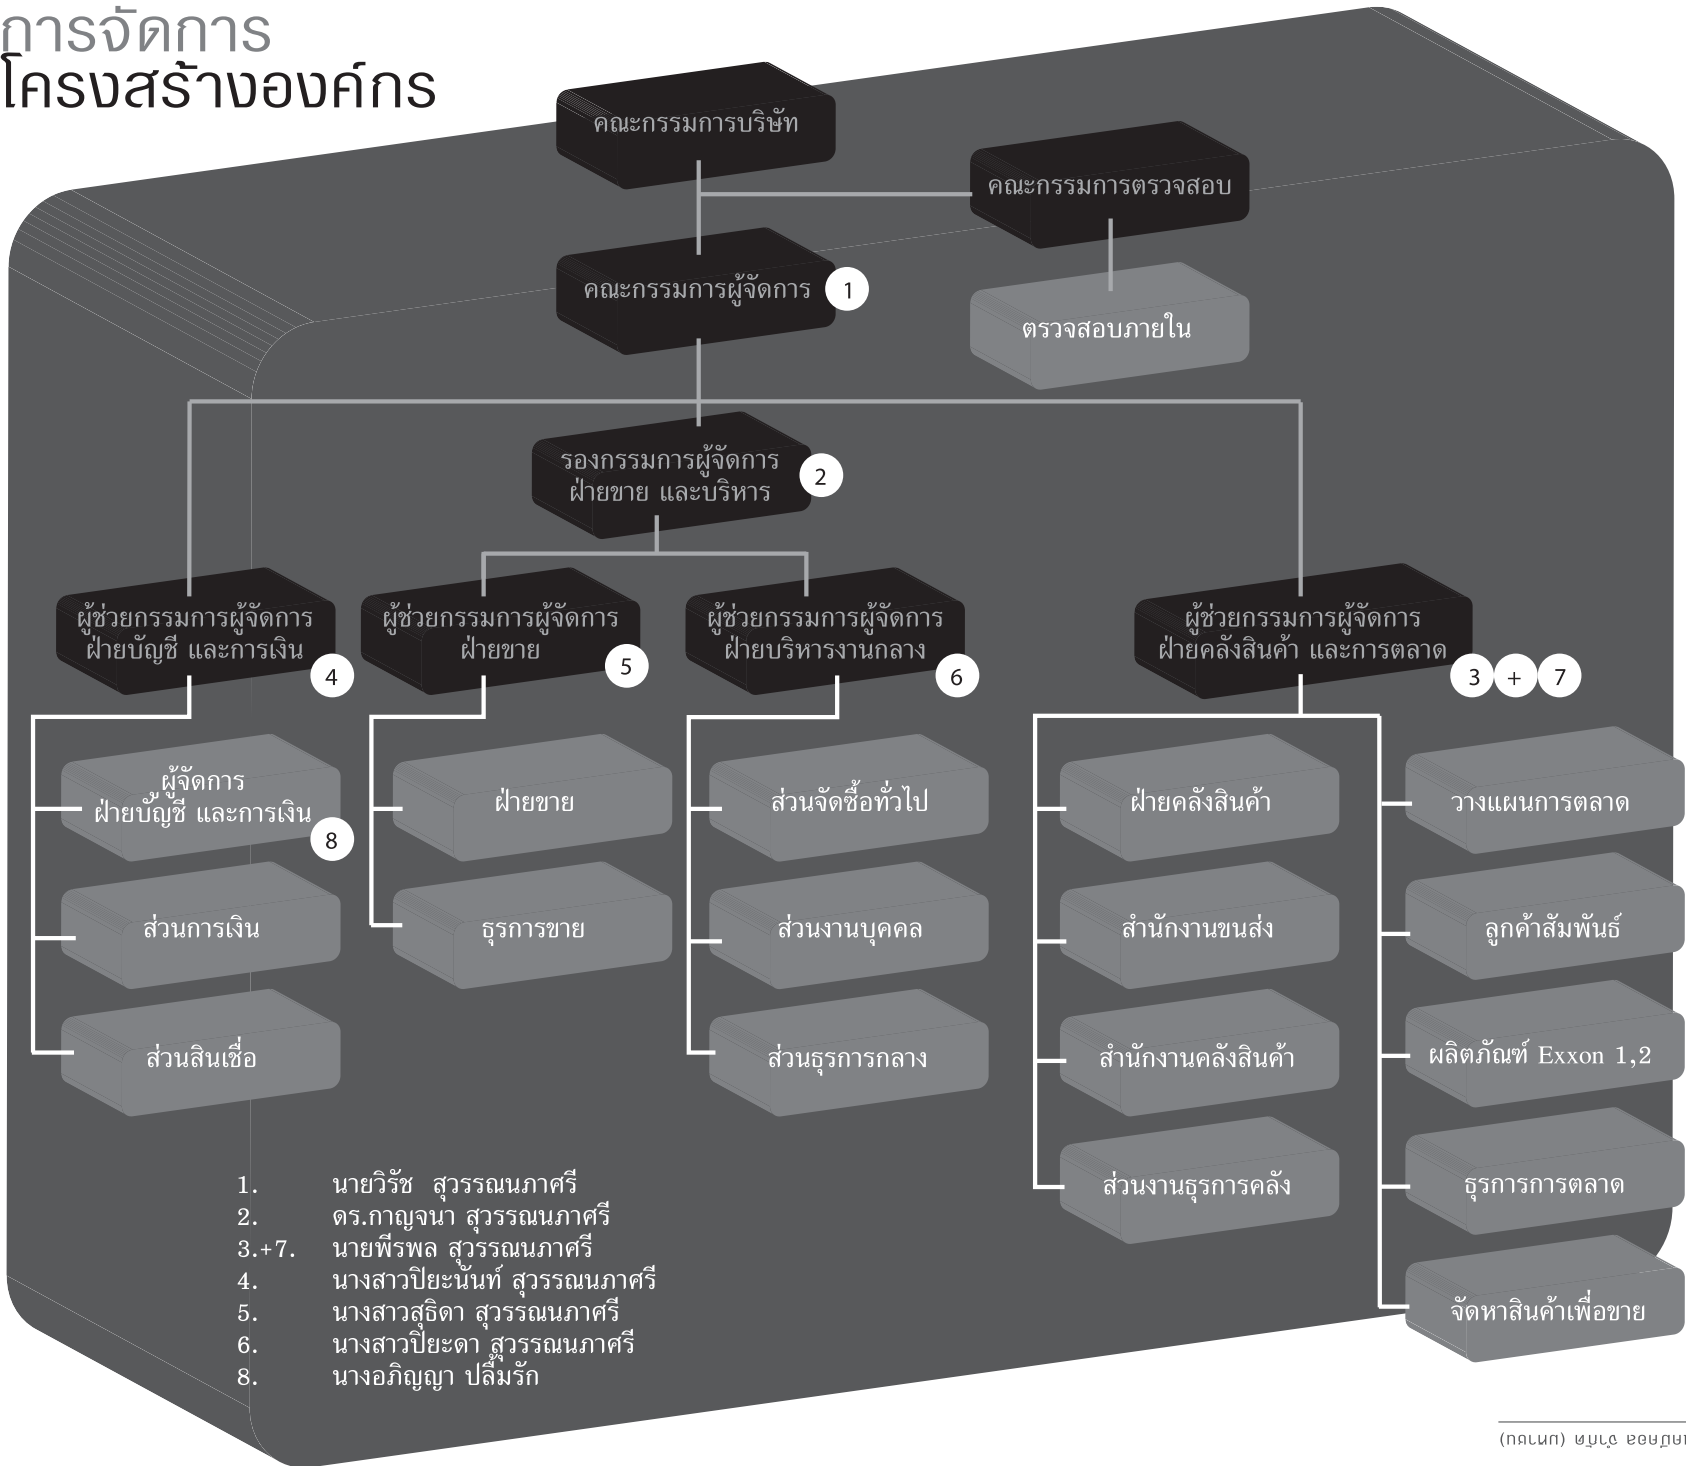 การจัดการ
โครงสร้างองค์กร
คณะกรรมการบริษัท
คณะกรรมการตรวจสอบ
คณะกรรมการผู้จัดการ
1
ตรวจสอบภายใน
รองกรรมการผู้จัดการ
ฝ่ายขาย และบริหาร
2
ผู้ช่วยกรรมการผู้จัดการ
ฝ่ายบัญชี และการเงิน
4
ผู้ช่วยกรรมการผู้จัดการ
ฝ่ายขาย
5
ผู้ช่วยกรรมการผู้จัดการ
ฝ่ายบริหารงานกลาง
6
ผู้ช่วยกรรมการผู้จัดการ
ฝ่ายคลังสินค้า และการตลาด
3 + 7
ผู้จัดการ
ฝ่ายบัญชี และการเงิน
8
ส่วนการเงิน
ส่วนสินเชื่อ
ฝ่ายขาย
ธุรการขาย
ส่วนจัดซื้อทั่วไป
ส่วนงานบุคคล
ส่วนธุรการกลาง
ฝ่ายคลังสินค้า
สำนักงานขนส่ง
สำนักงานคลังสินค้า
ส่วนงานธุรการคลัง
วางแผนการตลาด
ลูกค้าสัมพันธ์
ผลิตภัณฑ์ Exxon 1,2
ธุรการการตลาด
จัดหาสินค้าเพื่อขาย
1. นายวิรัช สุวรรณนภาศรี
2. ดร.กาญจนา สุวรรณนภาศรี
3.+7. นายพีรพล สุวรรณนภาศรี
4. นางสาวปิยะนันท์ สุวรรณนภาศรี
5. นางสาวสุธิดา สุวรรณนภาศรี
6. นางสาวปิยะดา สุวรรณนภาศรี
8. นางอภิญญา ปลื้มรัก
จำกัด (มหาชน)